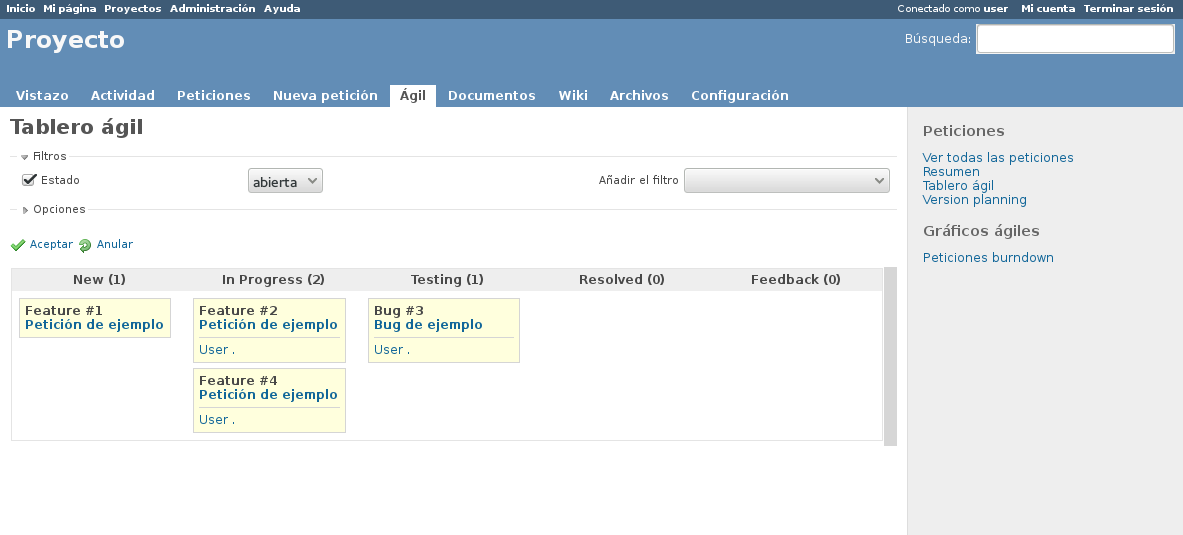 Inicio Mi página Proyectos Administración Ayuda Conectado como user Mi cuenta Terminar sesión
Proyecto
Búsqueda:
Vistazo Actividad Peticiones Nueva petición Ágil Documentos Wiki Archivos Configuración
Tablero ágil
Filtros
Estado abierta Añadir el filtro
Opciones
Aceptar Anular
New (1) In Progress (2) Testing (1) Resolved (0) Feedback (0)
Feature #1
Petición de ejemplo
Feature #2
Petición de ejemplo
User .
Feature #4
Petición de ejemplo
User .
Bug #3
Bug de ejemplo
User .
Peticiones
Ver todas las peticiones
Resumen
Tablero ágil
Version planning
Gráficos ágiles
Peticiones burndown